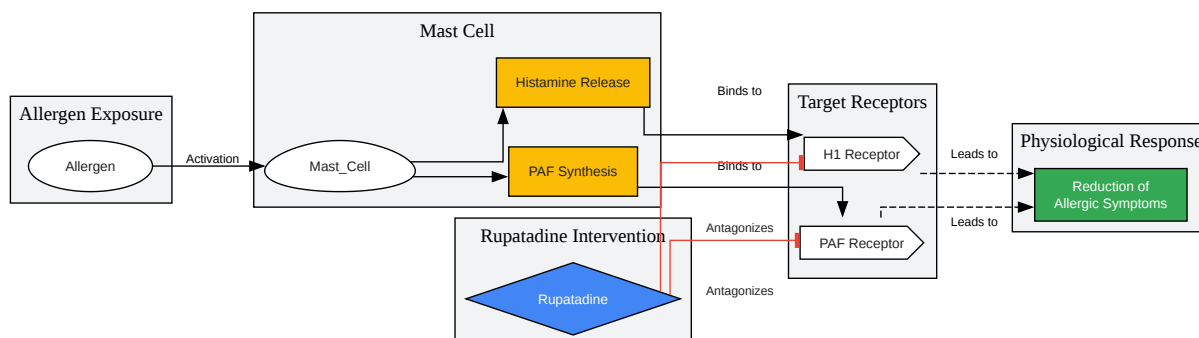 Allergen Exposure
Allergen
Activation
Mast Cell
Mast_Cell
Histamine Release
PAF Synthesis
Rupatadine Intervention
Rupatadine
Binds to
Binds to
Antagonizes
Antagonizes
Target Receptors
H1 Receptor
PAF Receptor
Leads to
Leads to
Physiological Response
Reduction of
Allergic Symptoms